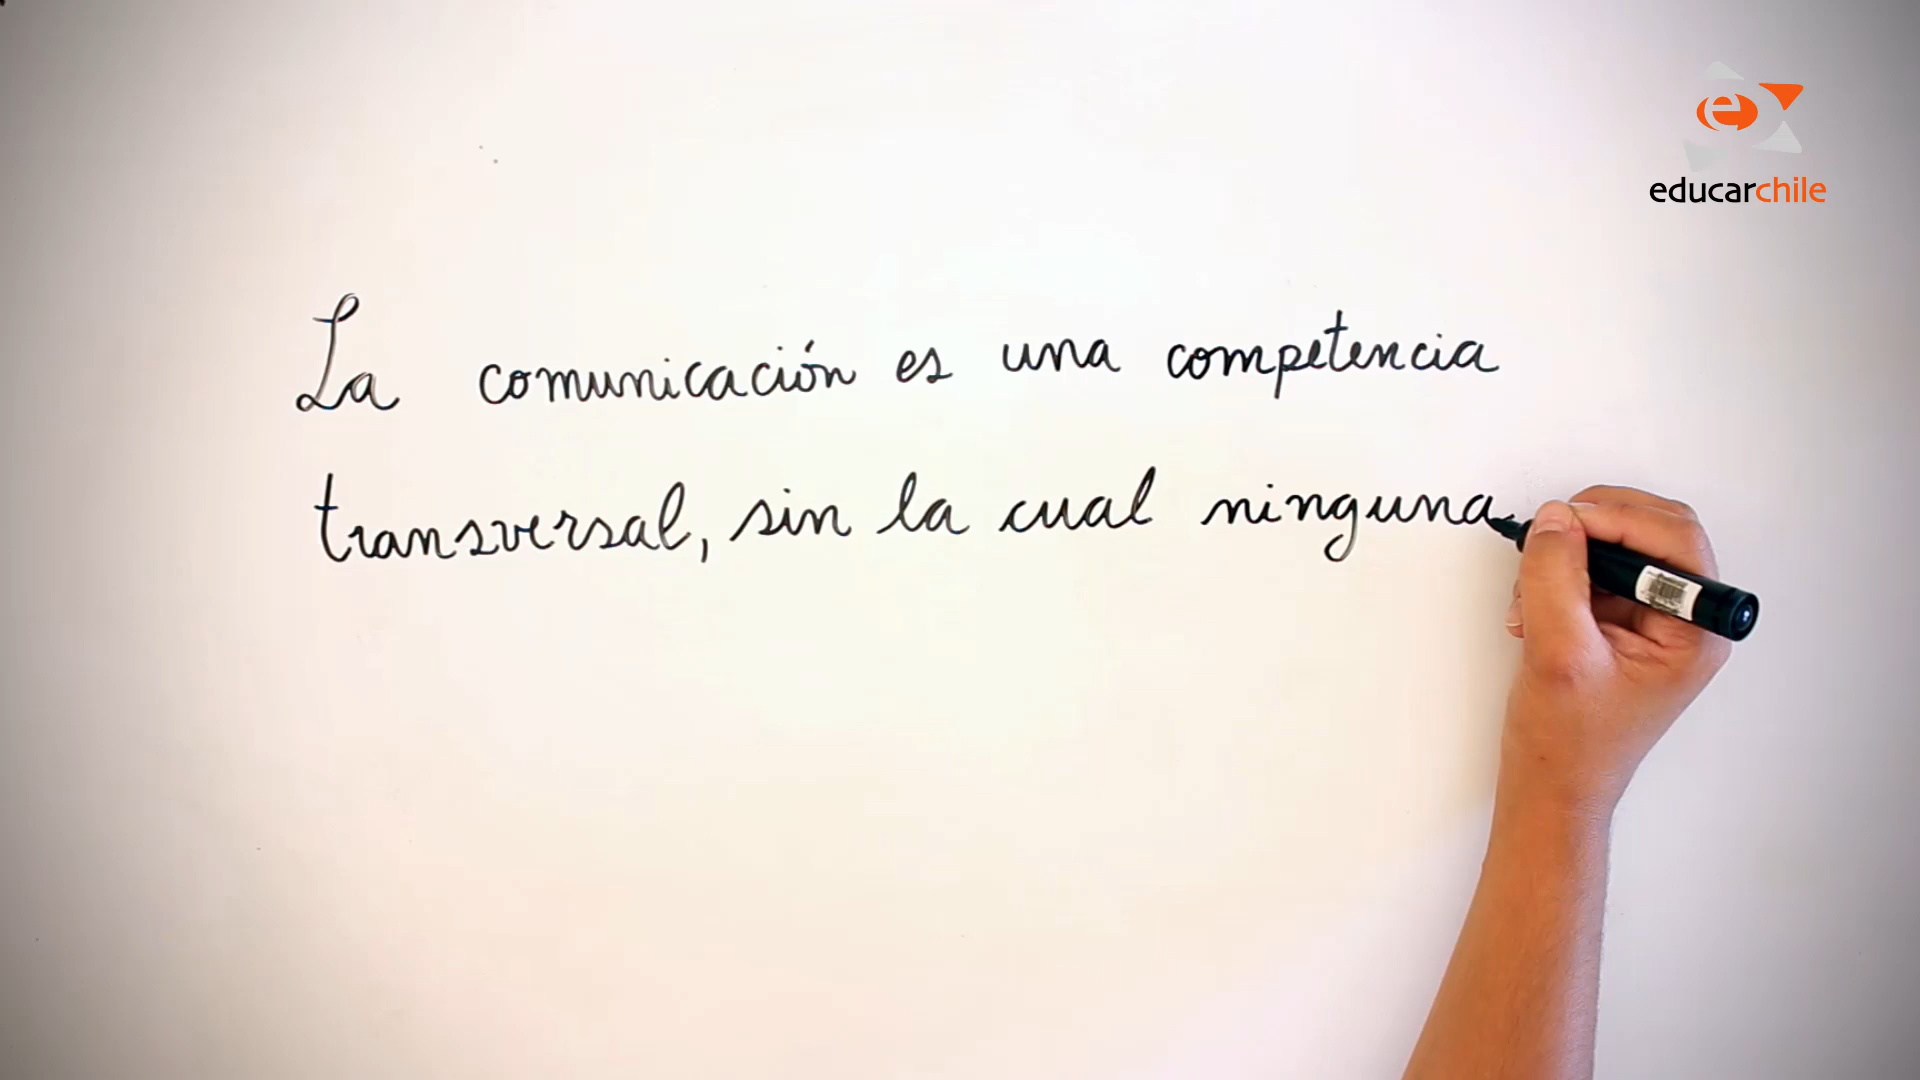 educarchile
La comunicación es una competencia
transversal, sin la cual ninguna